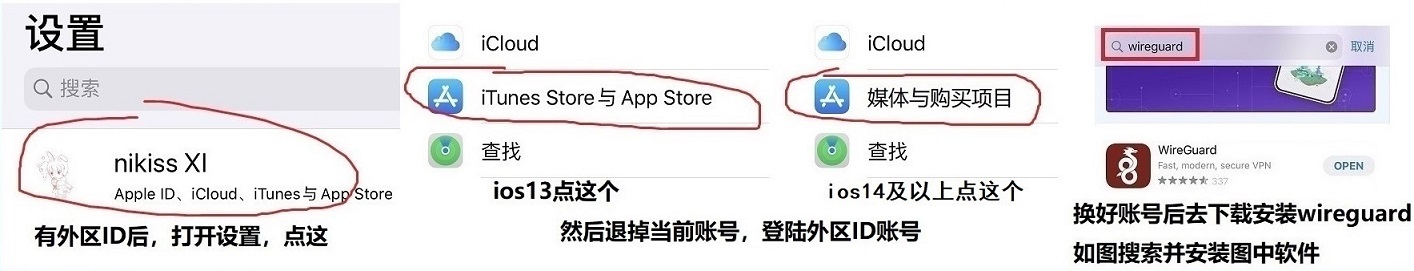 设置
搜索
nikiss XI
Apple ID、iCloud、iTunes与App Store
有外区ID后，打开设置，点这
iCloud
iTunes Store与App Store
查找
ios13点这个
iCloud
媒体与购买项目
查找
ios14及以上点这个
然后退掉当前账号，登陆外区ID账号
wireguard
取消
WireGuard
Fast, modern, secure VPN
OPEN
337
换好账号后去下载安装wireguard
如图搜索并安装图中软件